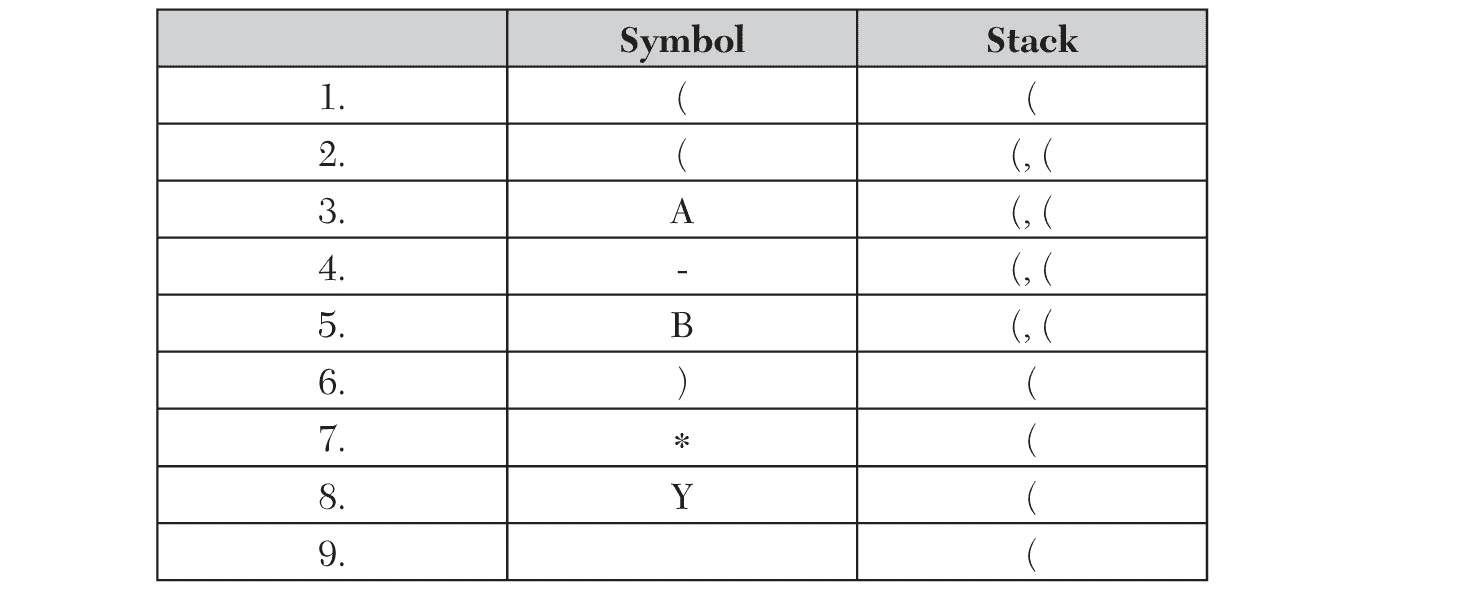 Symbol Stack
1. ( (
2. ( (, (
3. A (, (
4. - (, (
5. B (, (
6. ) (
7. * (
8. Y (
9. (